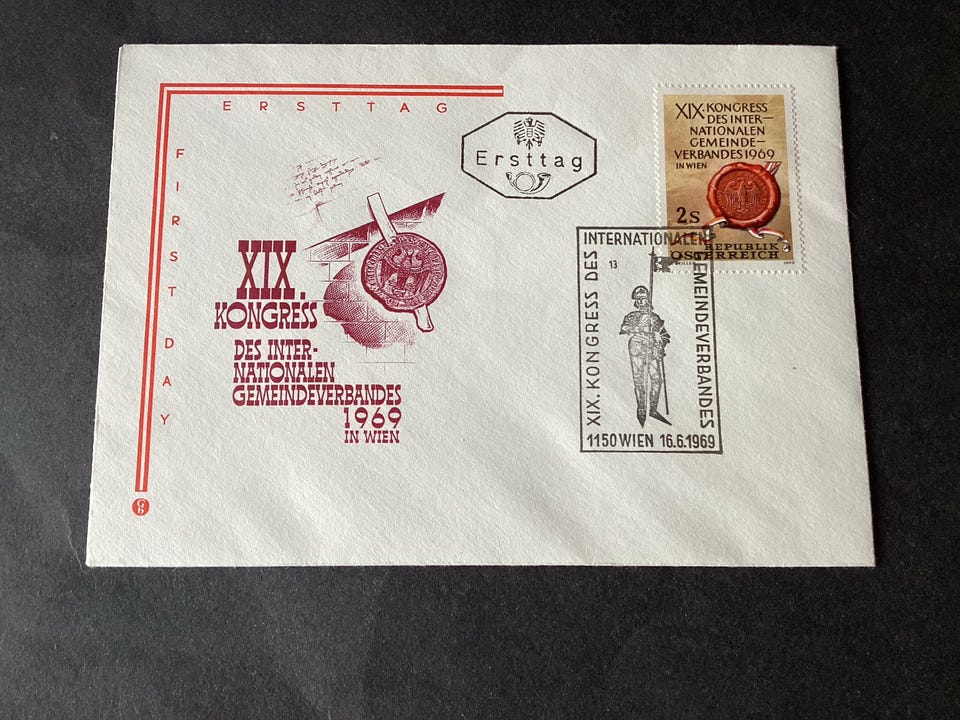 ERSTTAG
FIRST DAY
XIX.
KONGRESS
DES INTER-
NATIONALEN
GEMEINDEVERBANDES
1969
IN WIEN
Ersttag
XIX. KONGRESS
DES INTER—
NATIONALEN
GEMEINDE—
VERBANDES 1969
IN WIEN
2S
REPUBLIK
ÖSTERREICH
XIX. KONGRESS DES
INTERNATIONALEN
GEMEINDEVERBANDES
13
1150 WIEN 16.6.1969